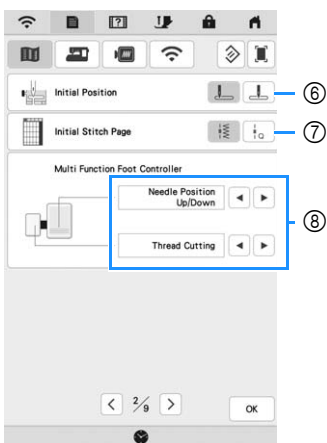 Initial Position
⑥
Initial Stitch Page
⑦
Multi Function Foot Controller
Needle Position
Up/Down
⑧
Thread Cutting
2/9
OK